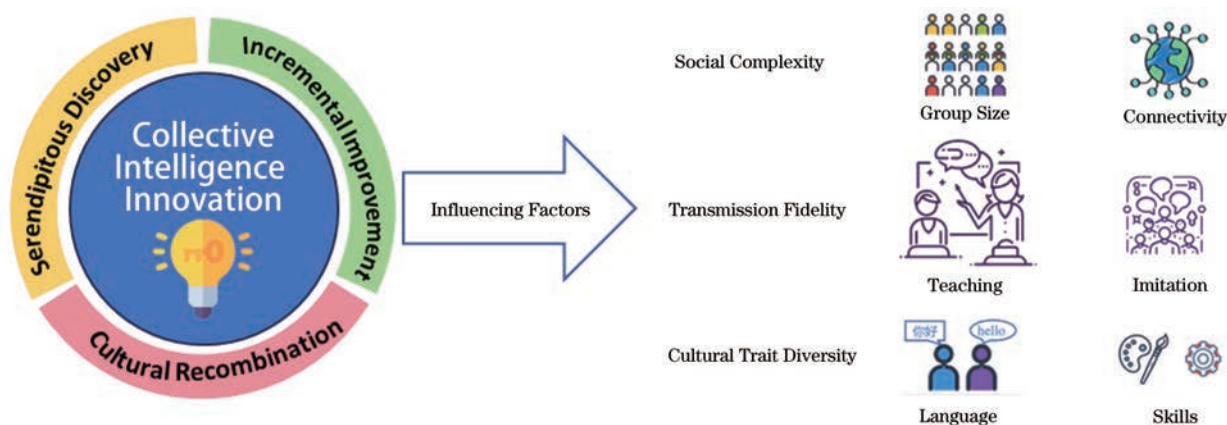 Serendipitous Discovery
Incremental Improvement
Collective
Intelligence
Innovation
Cultural Recombination
Influencing Factors
Social Complexity
Group Size
Connectivity
Transmission Fidelity
Teaching
Imitation
Cultural Trait Diversity
你好
hello
Language
Skills